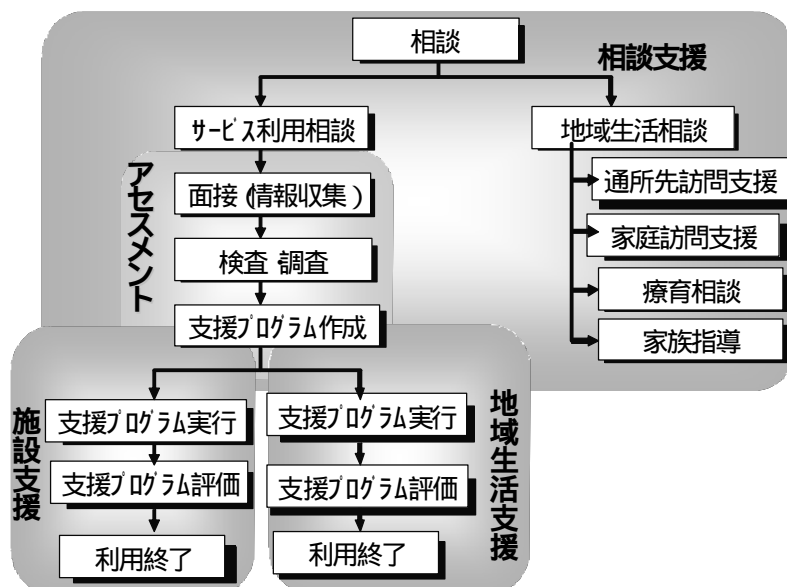 相談
相談支援
サービス利用相談
地域生活相談
アセスメント
面接（情報収集）
検査・調査
支援プログラム作成
通所先訪問支援
家庭訪問支援
療育相談
家族指導
施設支援
支援プログラム実行
支援プログラム評価
利用終了
支援プログラム実行
支援プログラム評価
利用終了
地域生活支援